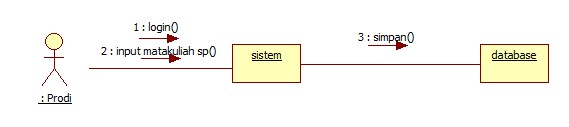 1 : login()
2 : input matakuliah sp()
3 : simpan()
sistem
database
: Prodi